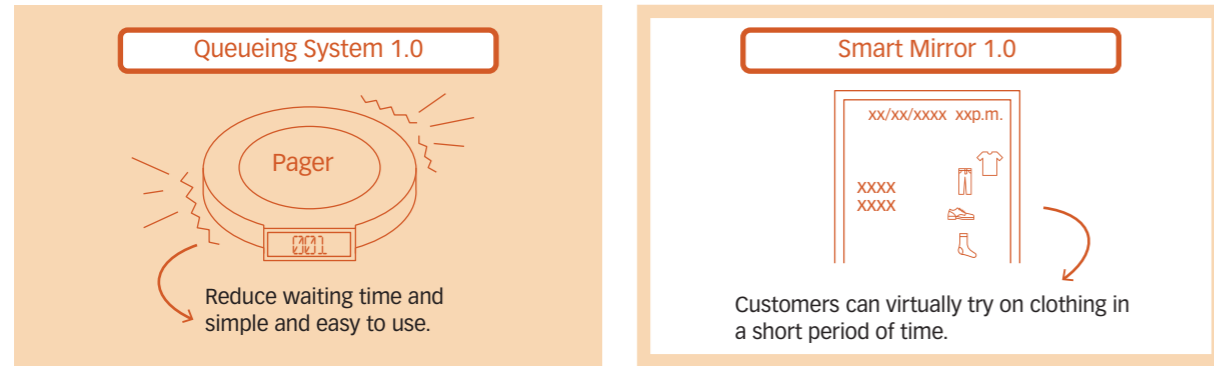 Queueing System 1.0
Pager
001
Reduce waiting time and
simple and easy to use.
Smart Mirror 1.0
xx/xx/xxxx xxp.m.
xxxx
xxxx
Customers can virtually try on clothing in
a short period of time.